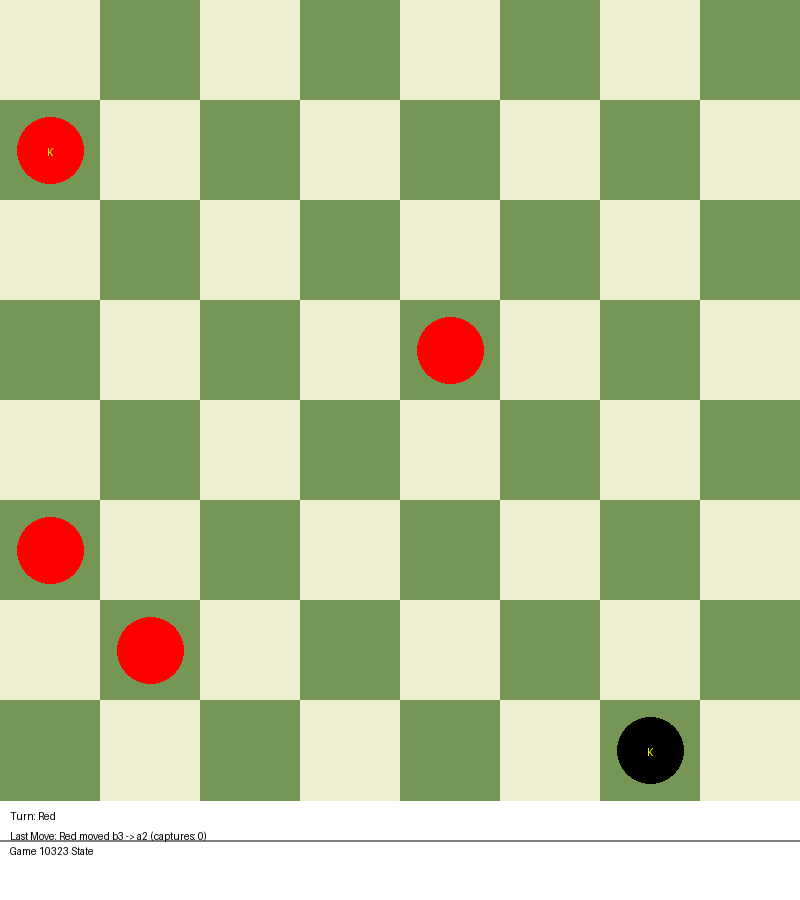 K
K
Turn: Red
Last Move: Red moved b3 -> a2 (captures: 0)
Game 10323 State